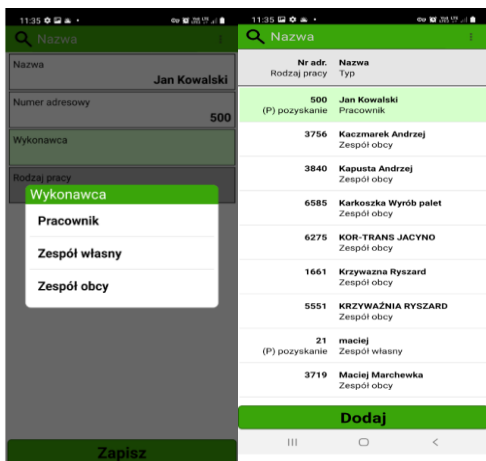 11:35
Nazwa
Nazwa
Jan Kowalski
Numer adresowy
500
Wykonawca
Rodzaj pracy
Wykonawca
Pracownik
Zespół własny
Zespół obcy
Zapisz
11:35
Nazwa
Nr adr. Nazwa
Rodzaj pracy Typ
500 Jan Kowalski
(P) pozyskanie Pracownik
3756 Kaczmarek Andrzej
Zespół obcy
3840 Kapusta Andrzej
Zespół obcy
6585 Karkoszka Wyrób palet
Zespół obcy
6275 KOR-TRANS JACYNO
Zespół obcy
1661 Krzywazna Ryszard
Zespół obcy
5551 KRZYWAŹNIA RYSZARD
Zespół obcy
21 maciej
(P) pozyskanie Zespół własny
3719 Maciej Marchewka
Zespół obcy
Dodaj